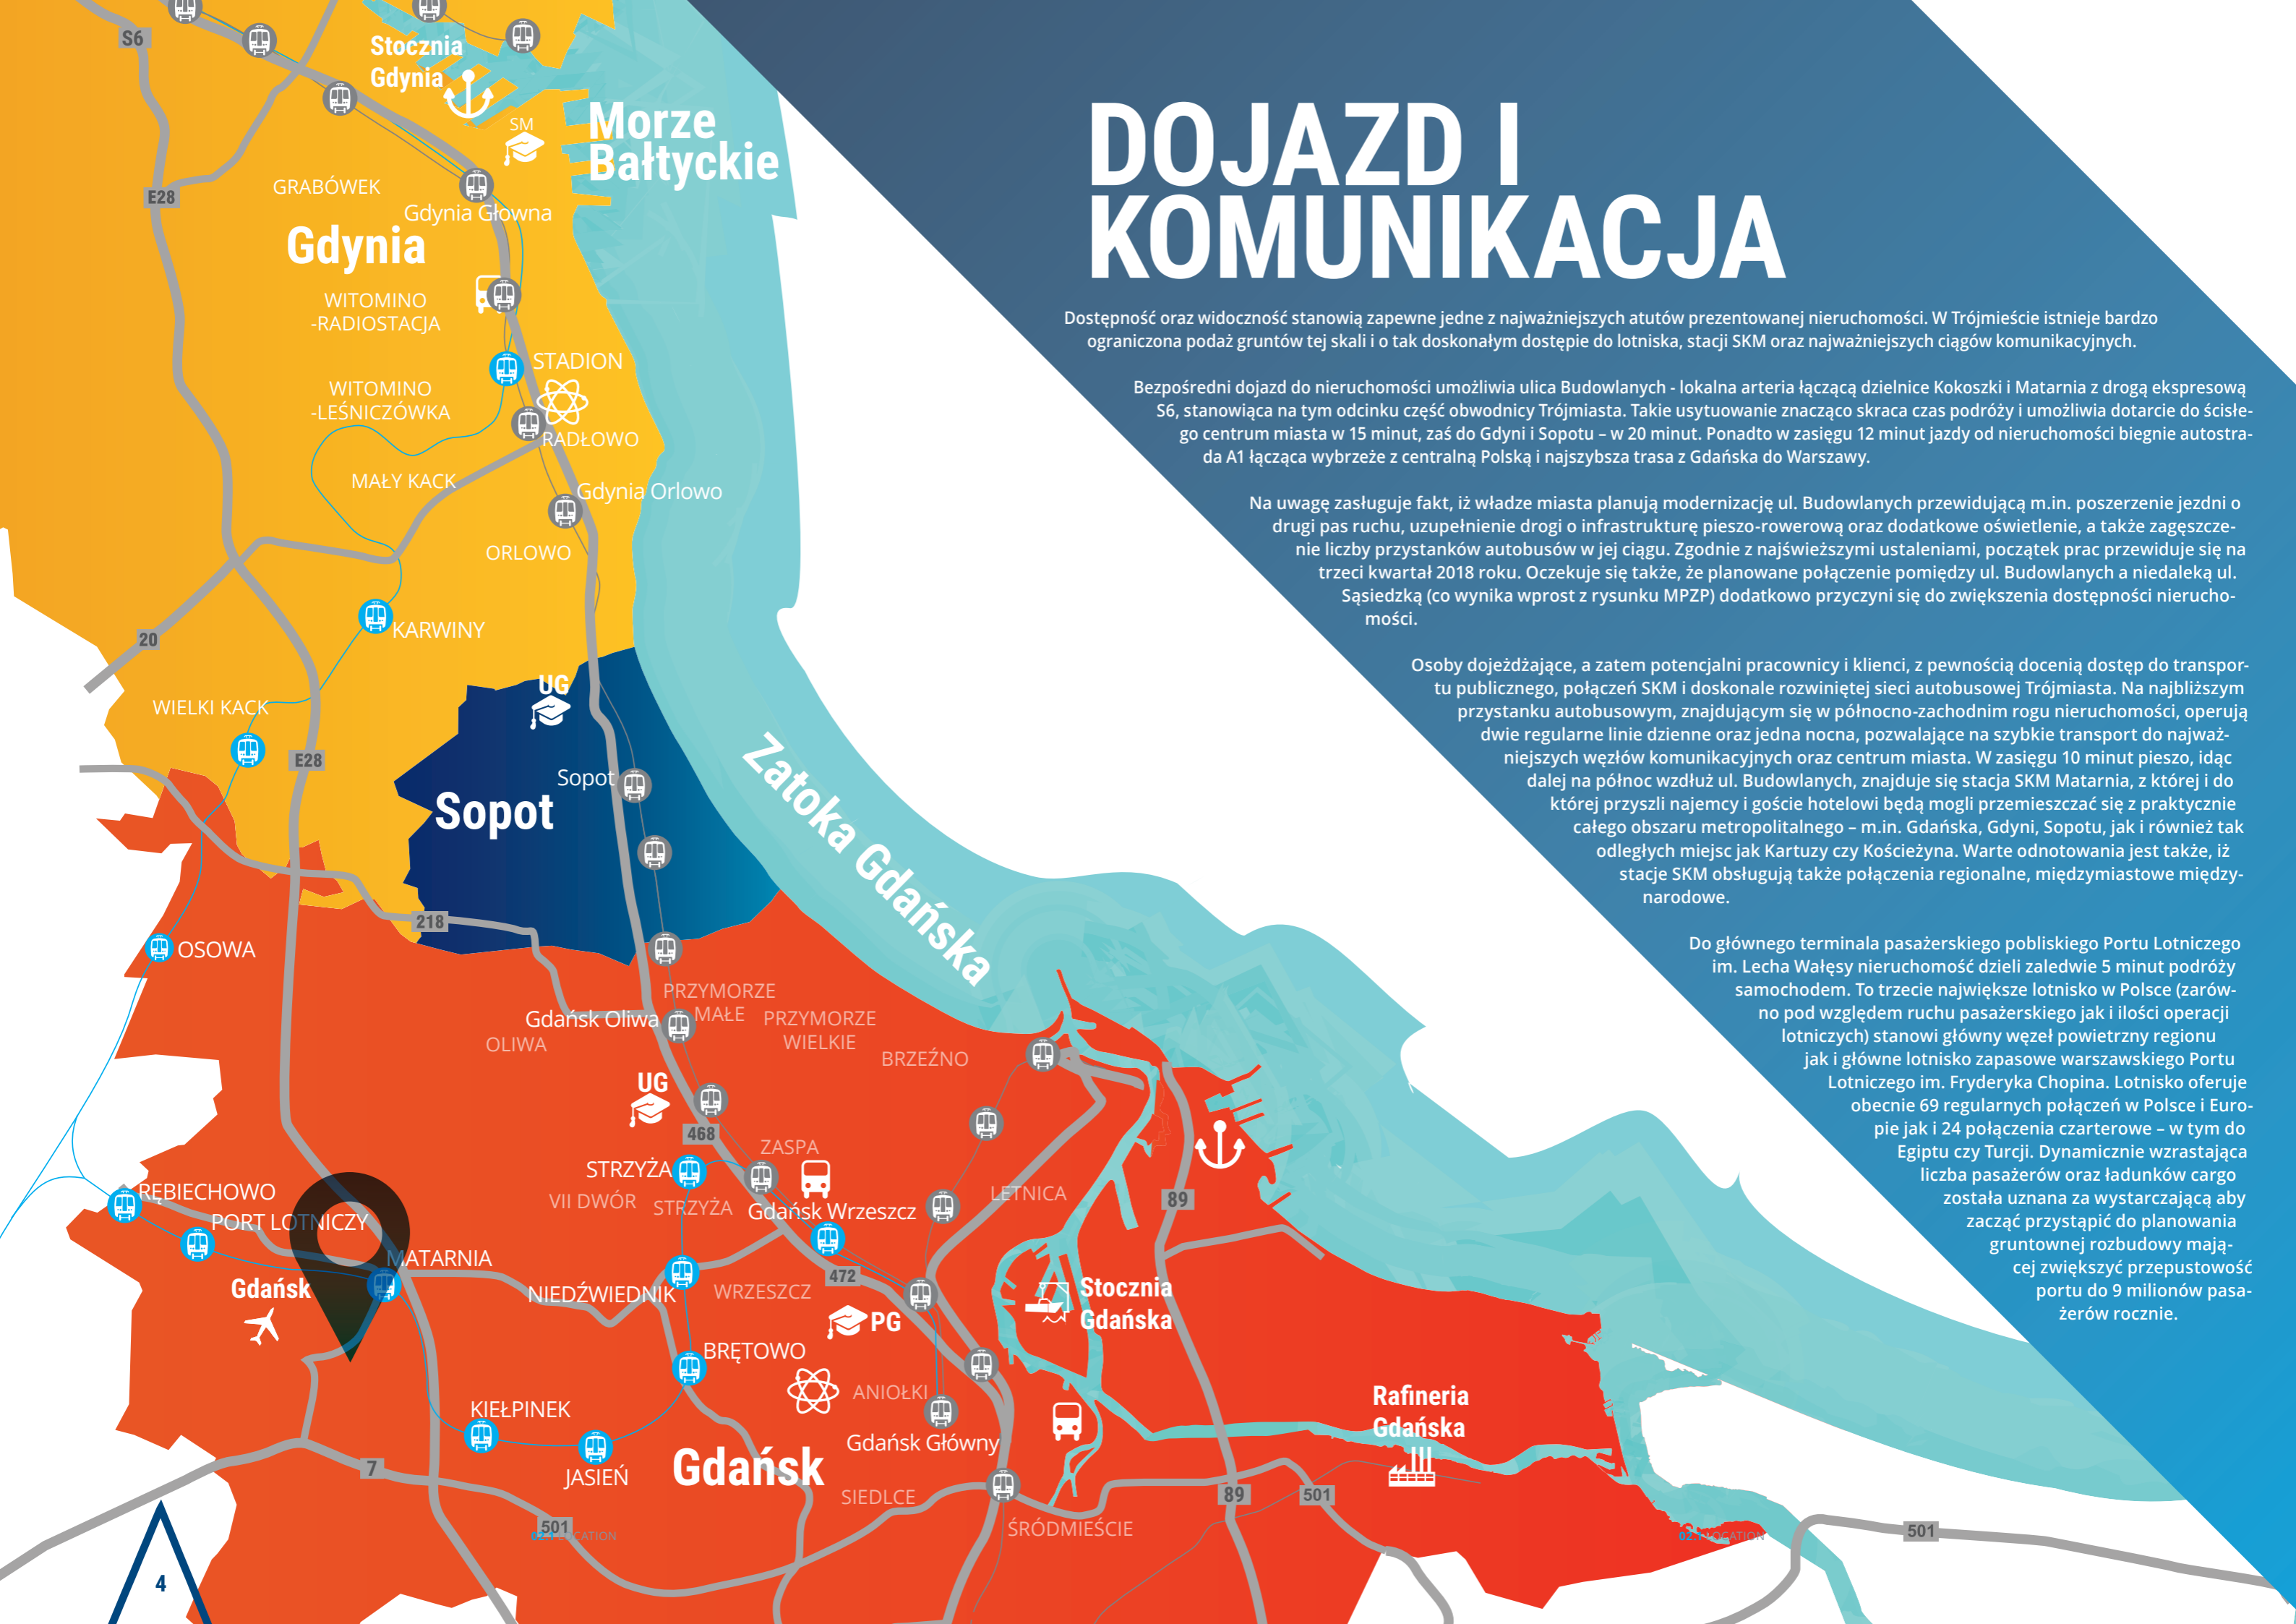 S6
Stocznia
Gdynia
SM
Morze
Bałtyckie
E28
GRABÓWEK
Gdynia Głowna
Gdynia
WITOMINO
-RADIOSTACJA
STADION
WITOMINO
-LEŚNICZÓWKA
RADŁOWO
MAŁY KACK
Gdynia Orlowo
ORLOWO
KARWINY
20
UG
WIELKI KACK
E28
Sopot
Sopot
Zatoka Gdańska
218
OSOWA
PRZYMORZE
MAŁE
Gdańsk Oliwa
PRZYMORZE
WIELKIE
OLIWA
BRZEŹNO
UG
468
ZASPA
STRZYŻA
RĘBIECHOWO
VII DWÓR
STRZYŻA
LETNICA
89
Gdańsk Wrzeszcz
PORT LOTNICZY
MATARNIA
472
Gdańsk
NIEDŹWIEDNIK
WRZESZCZ
Stocznia
Gdańska
PG
BRĘTOWO
ANIOŁKI
Rafineria
Gdańska
KIEŁPINEK
Gdańsk Główny
7
JASIEŃ
Gdańsk
SIEDLCE
89
501
501
ŚRÓDMIEŚCIE
501
4
DOJAZD I
KOMUNIKACJA
Dostępność oraz widoczność stanowią zapewne jedne z najważniejszych atutów prezentowanej nieruchomości. W Trójmieście istnieje bardzo
ograniczona podaż gruntów tej skali i o tak doskonałym dostępie do lotniska, stacji SKM oraz najważniejszych ciągów komunikacyjnych.
Bezpośredni dojazd do nieruchomości umożliwia ulica Budowlanych - lokalna arteria łączącą dzielnice Kokoszki i Matarnia z drogą ekspresową
S6, stanowiąca na tym odcinku część obwodnicy Trójmiasta. Takie usytuowanie znacząco skraca czas podróży i umożliwia dotarcie do ścisłe-
go centrum miasta w 15 minut, zaś do Gdyni i Sopotu – w 20 minut. Ponadto w zasięgu 12 minut jazdy od nieruchomości biegnie autostra-
da A1 łącząca wybrzeże z centralną Polską i najszybsza trasa z Gdańska do Warszawy.
Na uwagę zasługuje fakt, iż władze miasta planują modernizację ul. Budowlanych przewidującą m.in. poszerzenie jezdni o
drugi pas ruchu, uzupełnienie drogi o infrastrukturę pieszo-rowerową oraz dodatkowe oświetlenie, a także zagęszcze-
nie liczby przystanków autobusów w jej ciągu. Zgodnie z najświeższymi ustaleniami, początek prac przewiduje się na
trzeci kwartał 2018 roku. Oczekuje się także, że planowane połączenie pomiędzy ul. Budowlanych a niedaleką ul.
Sąsiedzką (co wynika wprost z rysunku MPZP) dodatkowo przyczyni się do zwiększenia dostępności nierucho-
mości.
Osoby dojeżdżające, a zatem potencjalni pracownicy i klienci, z pewnością docenią dostęp do transpor-
tu publicznego, połączeń SKM i doskonale rozwiniętej sieci autobusowej Trójmiasta. Na najbliższym
przystanku autobusowym, znajdującym się w północno-zachodnim rogu nieruchomości, operują
dwie regularne linie dzienne oraz jedna nocna, pozwalające na szybkie transport do najważ-
niejszych węzłów komunikacyjnych oraz centrum miasta. W zasięgu 10 minut pieszo, idąc
dalej na północ wzdłuż ul. Budowlanych, znajduje się stacja SKM Matarnia, z której i do
której przyszli najemcy i goście hotelowi będą mogli przemieszczać się z praktycznie
całego obszaru metropolitalnego – m.in. Gdańska, Gdyni, Sopotu, jak i również tak
odległych miejsc jak Kartuzy czy Kościeżyna. Warte odnotowania jest także, iż
stacje SKM obsługują także połączenia regionalne, międzymiastowe między-
narodowe.
Do głównego terminala pasażerskiego pobliskiego Portu Lotniczego
im. Lecha Wałęsy nieruchomość dzieli zaledwie 5 minut podróży
samochodem. To trzecie największe lotnisko w Polsce (zarów-
no pod względem ruchu pasażerskiego jak i ilości operacji
lotniczych) stanowi główny węzeł powietrzny regionu
jak i główne lotnisko zapasowe warszawskiego Portu
Lotniczego im. Fryderyka Chopina. Lotnisko oferuje
obecnie 69 regularnych połączeń w Polsce i Euro-
pie jak i 24 połączenia czarterowe – w tym do
Egiptu czy Turcji. Dynamicznie wzrastająca
liczba pasażerów oraz ładunków cargo
została uznana za wystarczającą aby
zacząć przystąpić do planowania
gruntownej rozbudowy mają-
cej zwiększyć przepustowość
portu do 9 milionów pasa-
żerów rocznie.